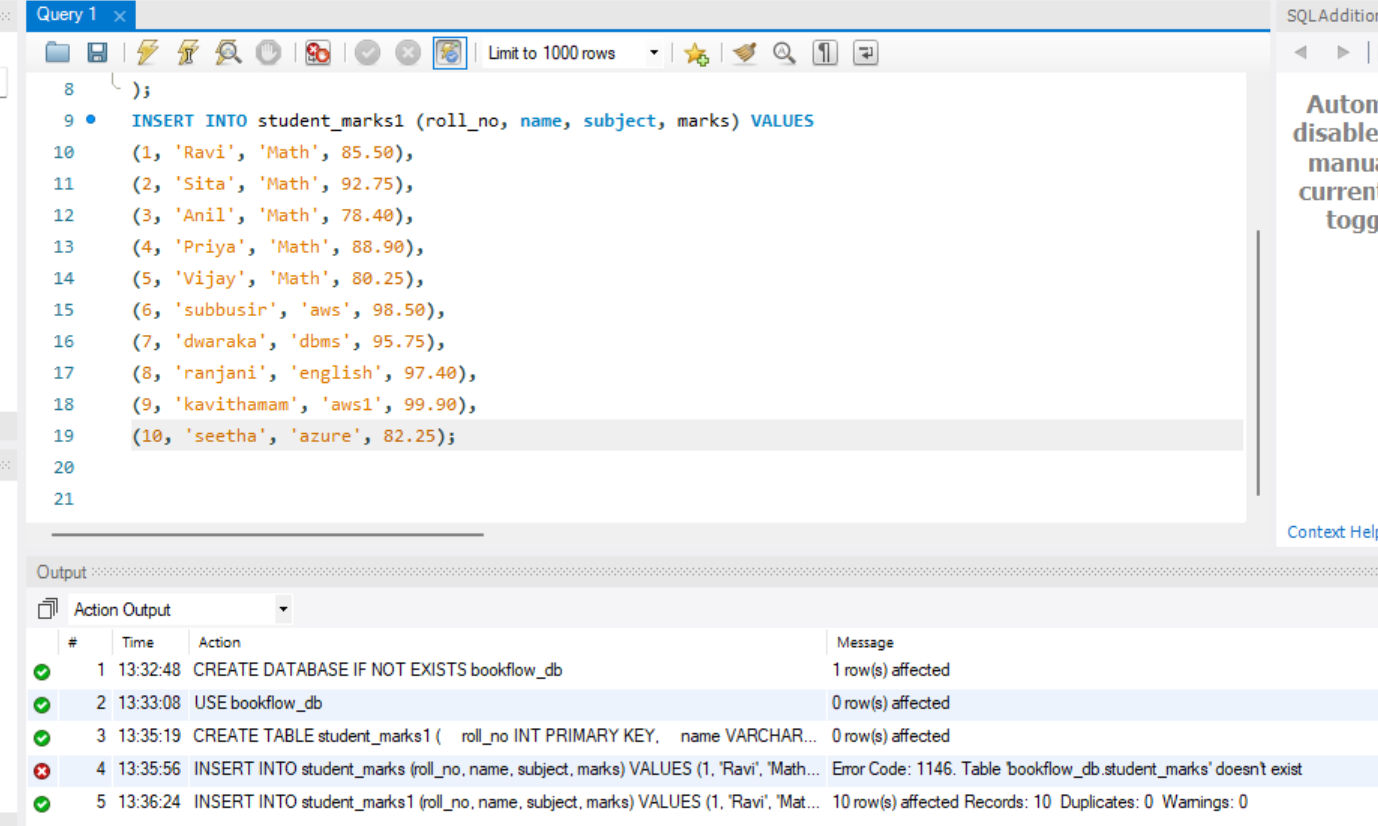 Query 1
SQLAddition
Limit to 1000 rows
8 );
9 INSERT INTO student_marks1 (roll_no, name, subject, marks) VALUES
10 (1, 'Ravi', 'Math', 85.50),
11 (2, 'Sita', 'Math', 92.75),
12 (3, 'Anil', 'Math', 78.40),
13 (4, 'Priya', 'Math', 88.90),
14 (5, 'Vijay', 'Math', 80.25),
15 (6, 'subbusir', 'aws', 98.50),
16 (7, 'dwaraka', 'dbms', 95.75),
17 (8, 'ranjani', 'english', 97.40),
18 (9, 'kavithamam', 'aws1', 99.90),
19 (10, 'seetha', 'azure', 82.25);
20
21
Autom
disable
manua
current
togg
Context Help
Output
Action Output
# Time Action Message
1 13:32:48 CREATE DATABASE IF NOT EXISTS bookflow_db 1 row(s) affected
2 13:33:08 USE bookflow_db 0 row(s) affected
3 13:35:19 CREATE TABLE student_marks1 ( roll_no INT PRIMARY KEY, name VARCHAR... 0 row(s) affected
4 13:35:56 INSERT INTO student_marks (roll_no, name, subject, marks) VALUES (1, 'Ravi', 'Math... Error Code: 1146. Table 'bookflow_db.student_marks' doesn't exist
5 13:36:24 INSERT INTO student_marks1 (roll_no, name, subject, marks) VALUES (1, 'Ravi', 'Mat... 10 row(s) affected Records: 10 Duplicates: 0 Warnings: 0